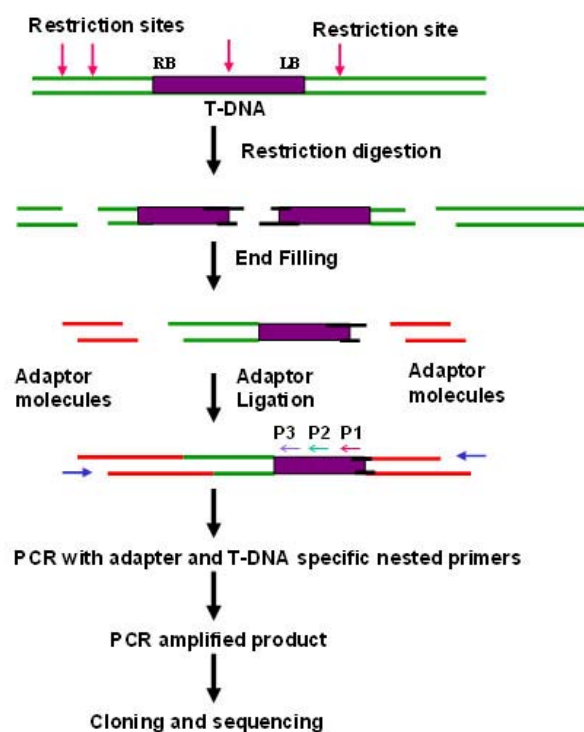 Restriction sites
Restriction site
RB
LB
T-DNA
Restriction digestion
End Filling
Adaptor
molecules
Adaptor
Ligation
Adaptor
molecules
P3 P2 P1
PCR with adapter and T-DNA specific nested primers
PCR amplified product
Cloning and sequencing